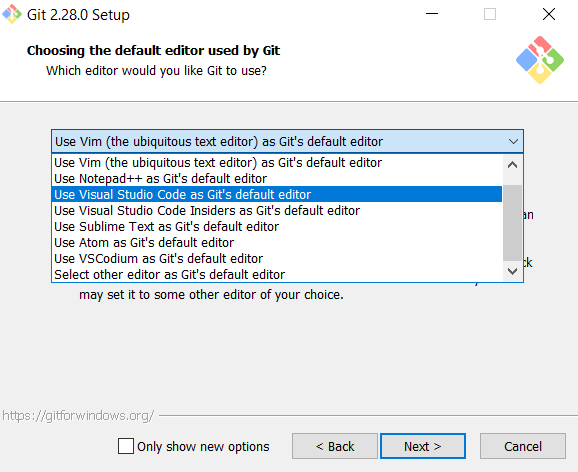 Git 2.28.0 Setup
Choosing the default editor used by Git
Which editor would you like Git to use?
Use Vim (the ubiquitous text editor) as Git's default editor
Use Vim (the ubiquitous text editor) as Git's default editor
Use Notepad++ as Git's default editor
Use Visual Studio Code as Git's default editor
Use Visual Studio Code Insiders as Git's default editor
an
Use Sublime Text as Git's default editor
Use Atom as Git's default editor
Use VSCodium as Git's default editor
ck
Select other editor as Git's default editor
may set it to some other editor of your choice.
https://gitforwindows.org/
Only show new options
< Back
Next >
Cancel